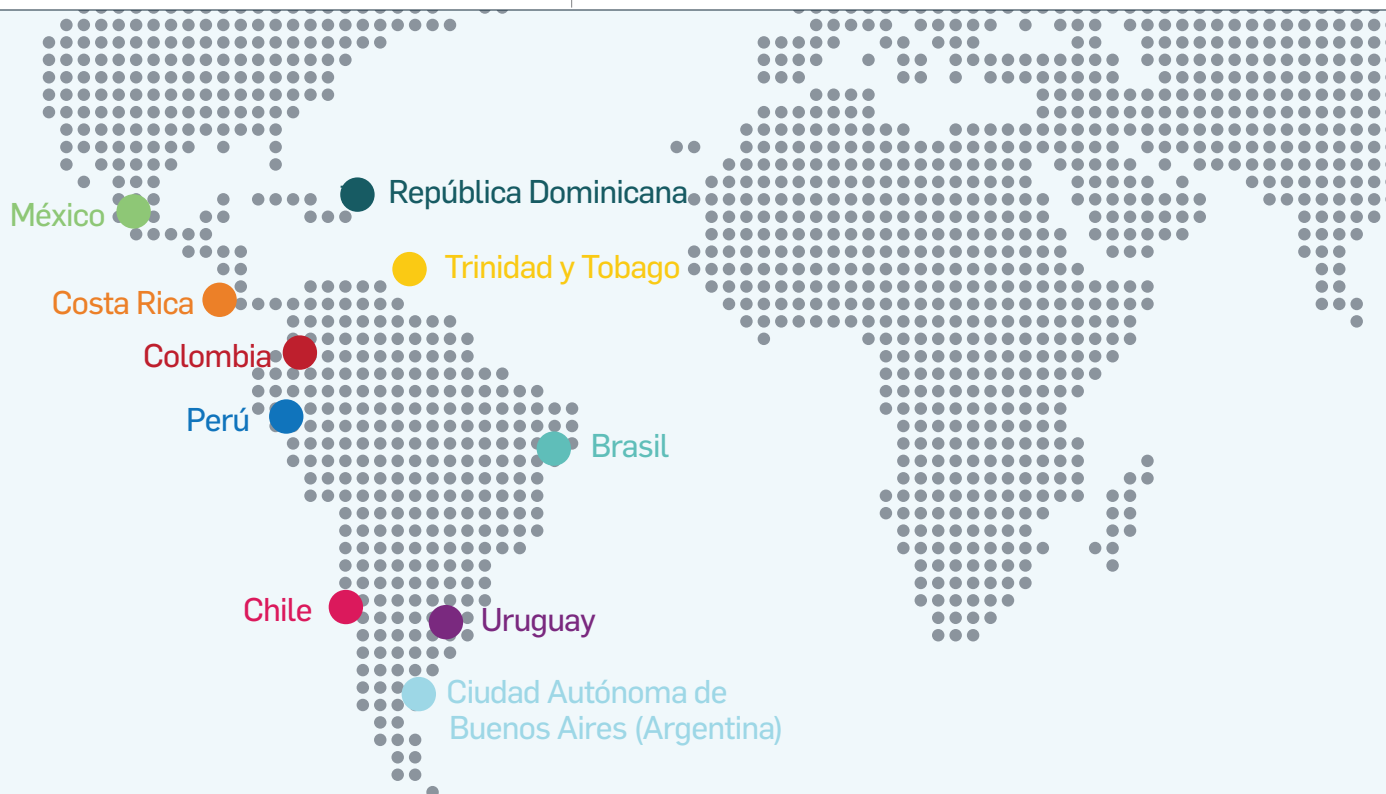 República Dominicana
México
Trinidad y Tobago
Costa Rica
Colombia
Perú
Brasil
Chile
Uruguay
Ciudad Autónoma de
Buenos Aires (Argentina)